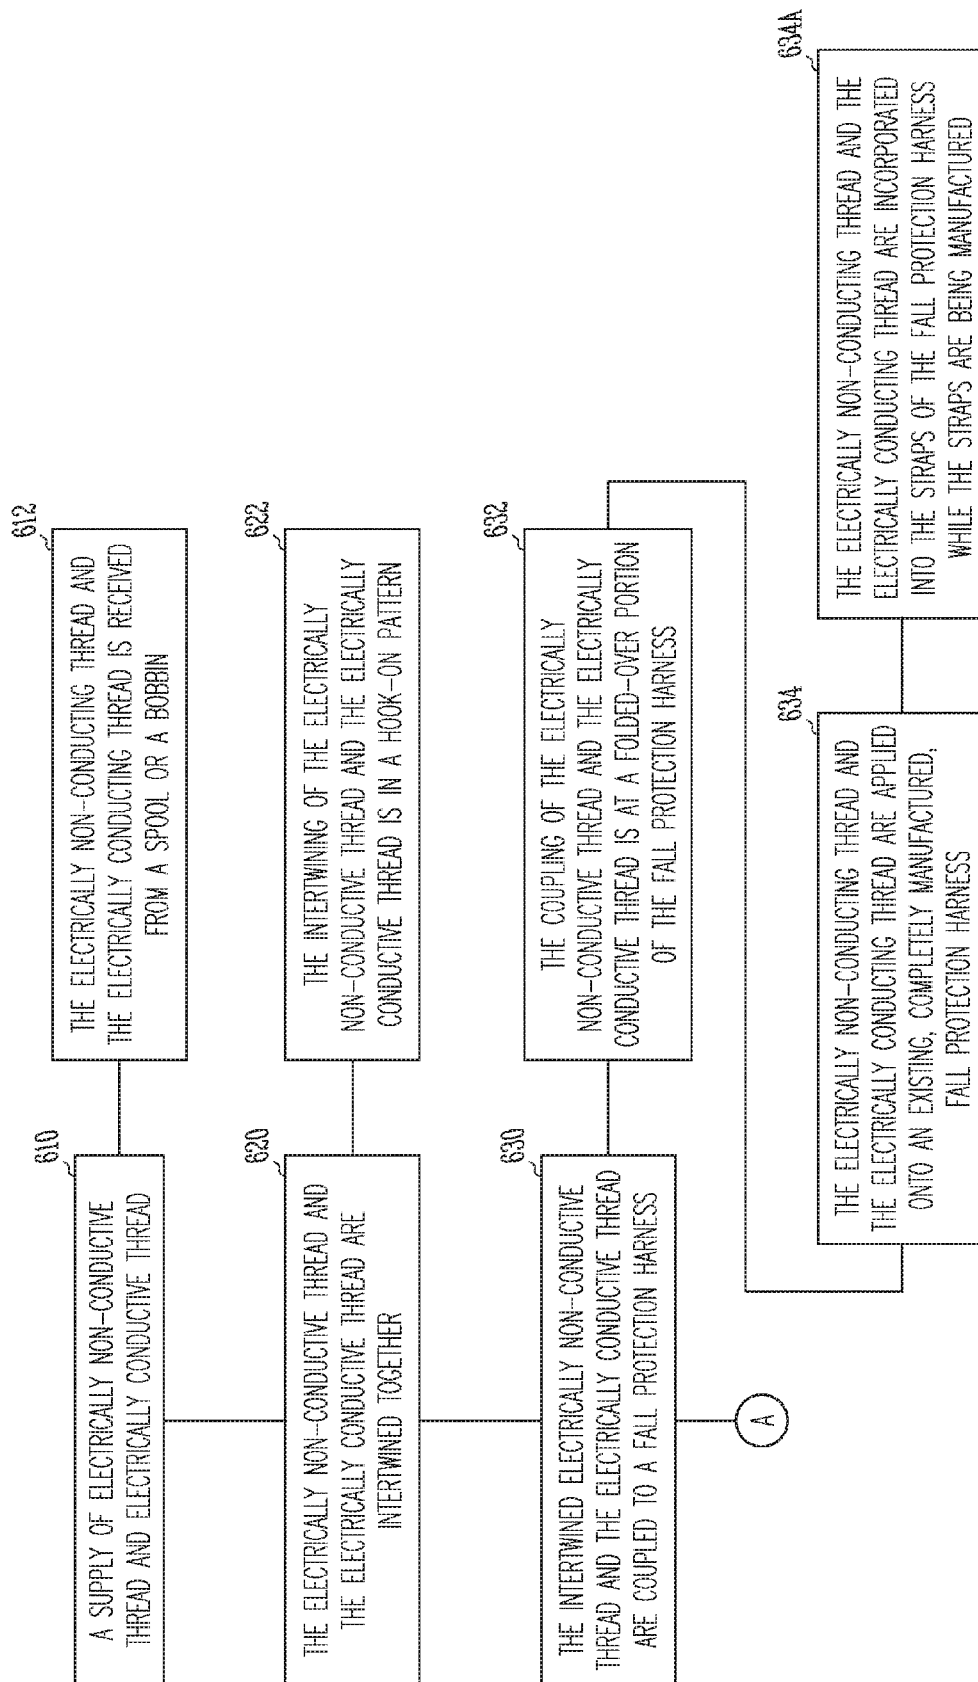 610
A SUPPLY OF ELECTRICALLY NON-CONDUCTIVE
THREAD AND ELECTRICALLY CONDUCTIVE THREAD
612
THE ELECTRICALLY NON-CONDUCTING THREAD AND
THE ELECTRICALLY CONDUCTING THREAD IS RECEIVED
FROM A SPOOL OR A BOBBIN
620
THE ELECTRICALLY NON-CONDUCTIVE THREAD AND
THE ELECTRICALLY CONDUCTIVE THREAD ARE
INTERTWINED TOGETHER
622
THE INTERTWINING OF THE ELECTRICALLY
NON-CONDUCTIVE THREAD AND THE ELECTRICALLY
CONDUCTIVE THREAD IS IN A HOOK-ON PATTERN
630
THE INTERTWINED ELECTRICALLY NON-CONDUCTIVE
THREAD AND THE ELECTRICALLY CONDUCTIVE THREAD
ARE COUPLED TO A FALL PROTECTION HARNESS
632
THE COUPLING OF THE ELECTRICALLY
NON-CONDUCTIVE THREAD AND THE ELECTRICALLY
CONDUCTIVE THREAD IS AT A FOLDED-OVER PORTION
OF THE FALL PROTECTION HARNESS
A
634
THE ELECTRICALLY NON-CONDUCTING THREAD AND
THE ELECTRICALLY CONDUCTING THREAD ARE APPLIED
ONTO AN EXISTING, COMPLETELY MANUFACTURED,
FALL PROTECTION HARNESS
634A
THE ELECTRICALLY NON-CONDUCTING THREAD AND THE
ELECTRICALLY CONDUCTING THREAD ARE INCORPORATED
INTO THE STRAPS OF THE FALL PROTECTION HARNESS
WHILE THE STRAPS ARE BEING MANUFACTURED